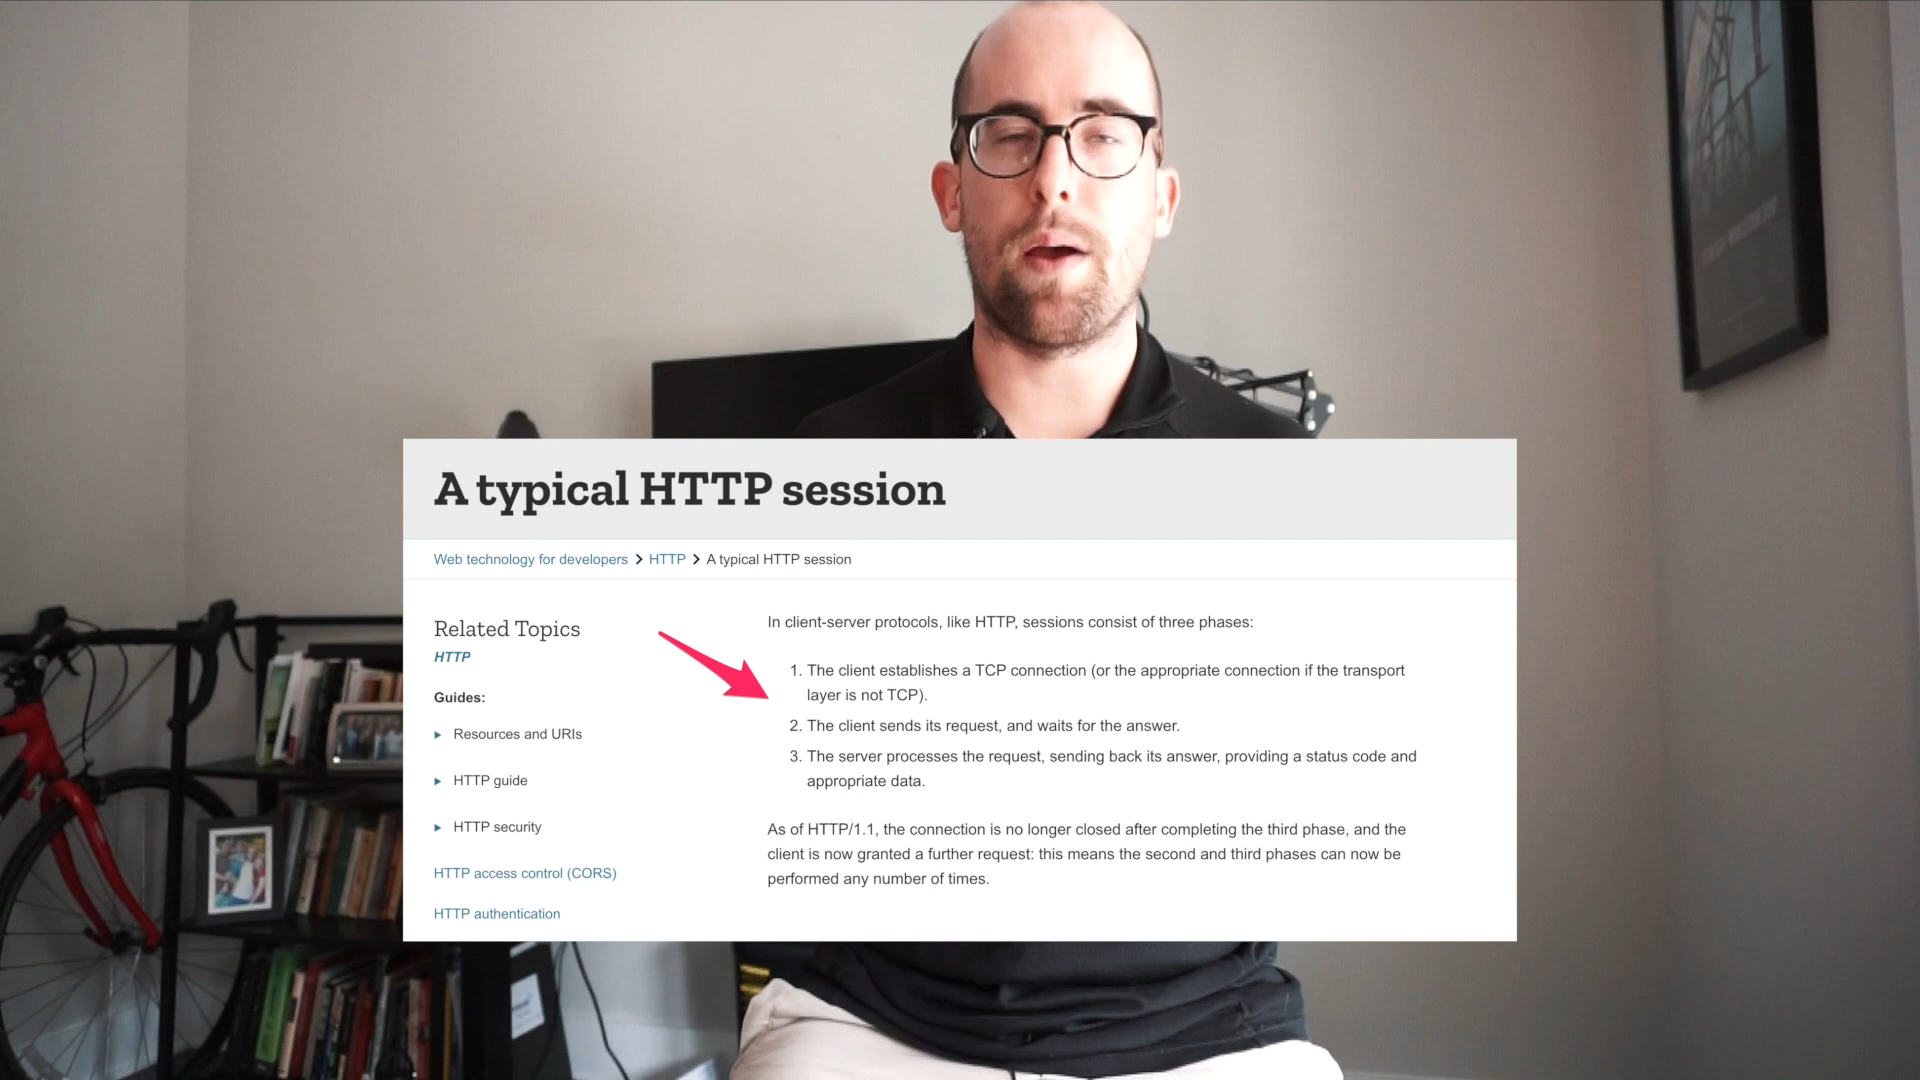 A typical HTTP session
Web technology for developers > HTTP > A typical HTTP session
Related Topics
HTTP
Guides:
Resources and URIs
HTTP guide
HTTP security
HTTP access control (CORS)
HTTP authentication
In client-server protocols, like HTTP, sessions consist of three phases:
1. The client establishes a TCP connection (or the appropriate connection if the transport
layer is not TCP).
2. The client sends its request, and waits for the answer.
3. The server processes the request, sending back its answer, providing a status code and
appropriate data.
As of HTTP/1.1, the connection is no longer closed after completing the third phase, and the
client is now granted a further request: this means the second and third phases can now be
performed any number of times.